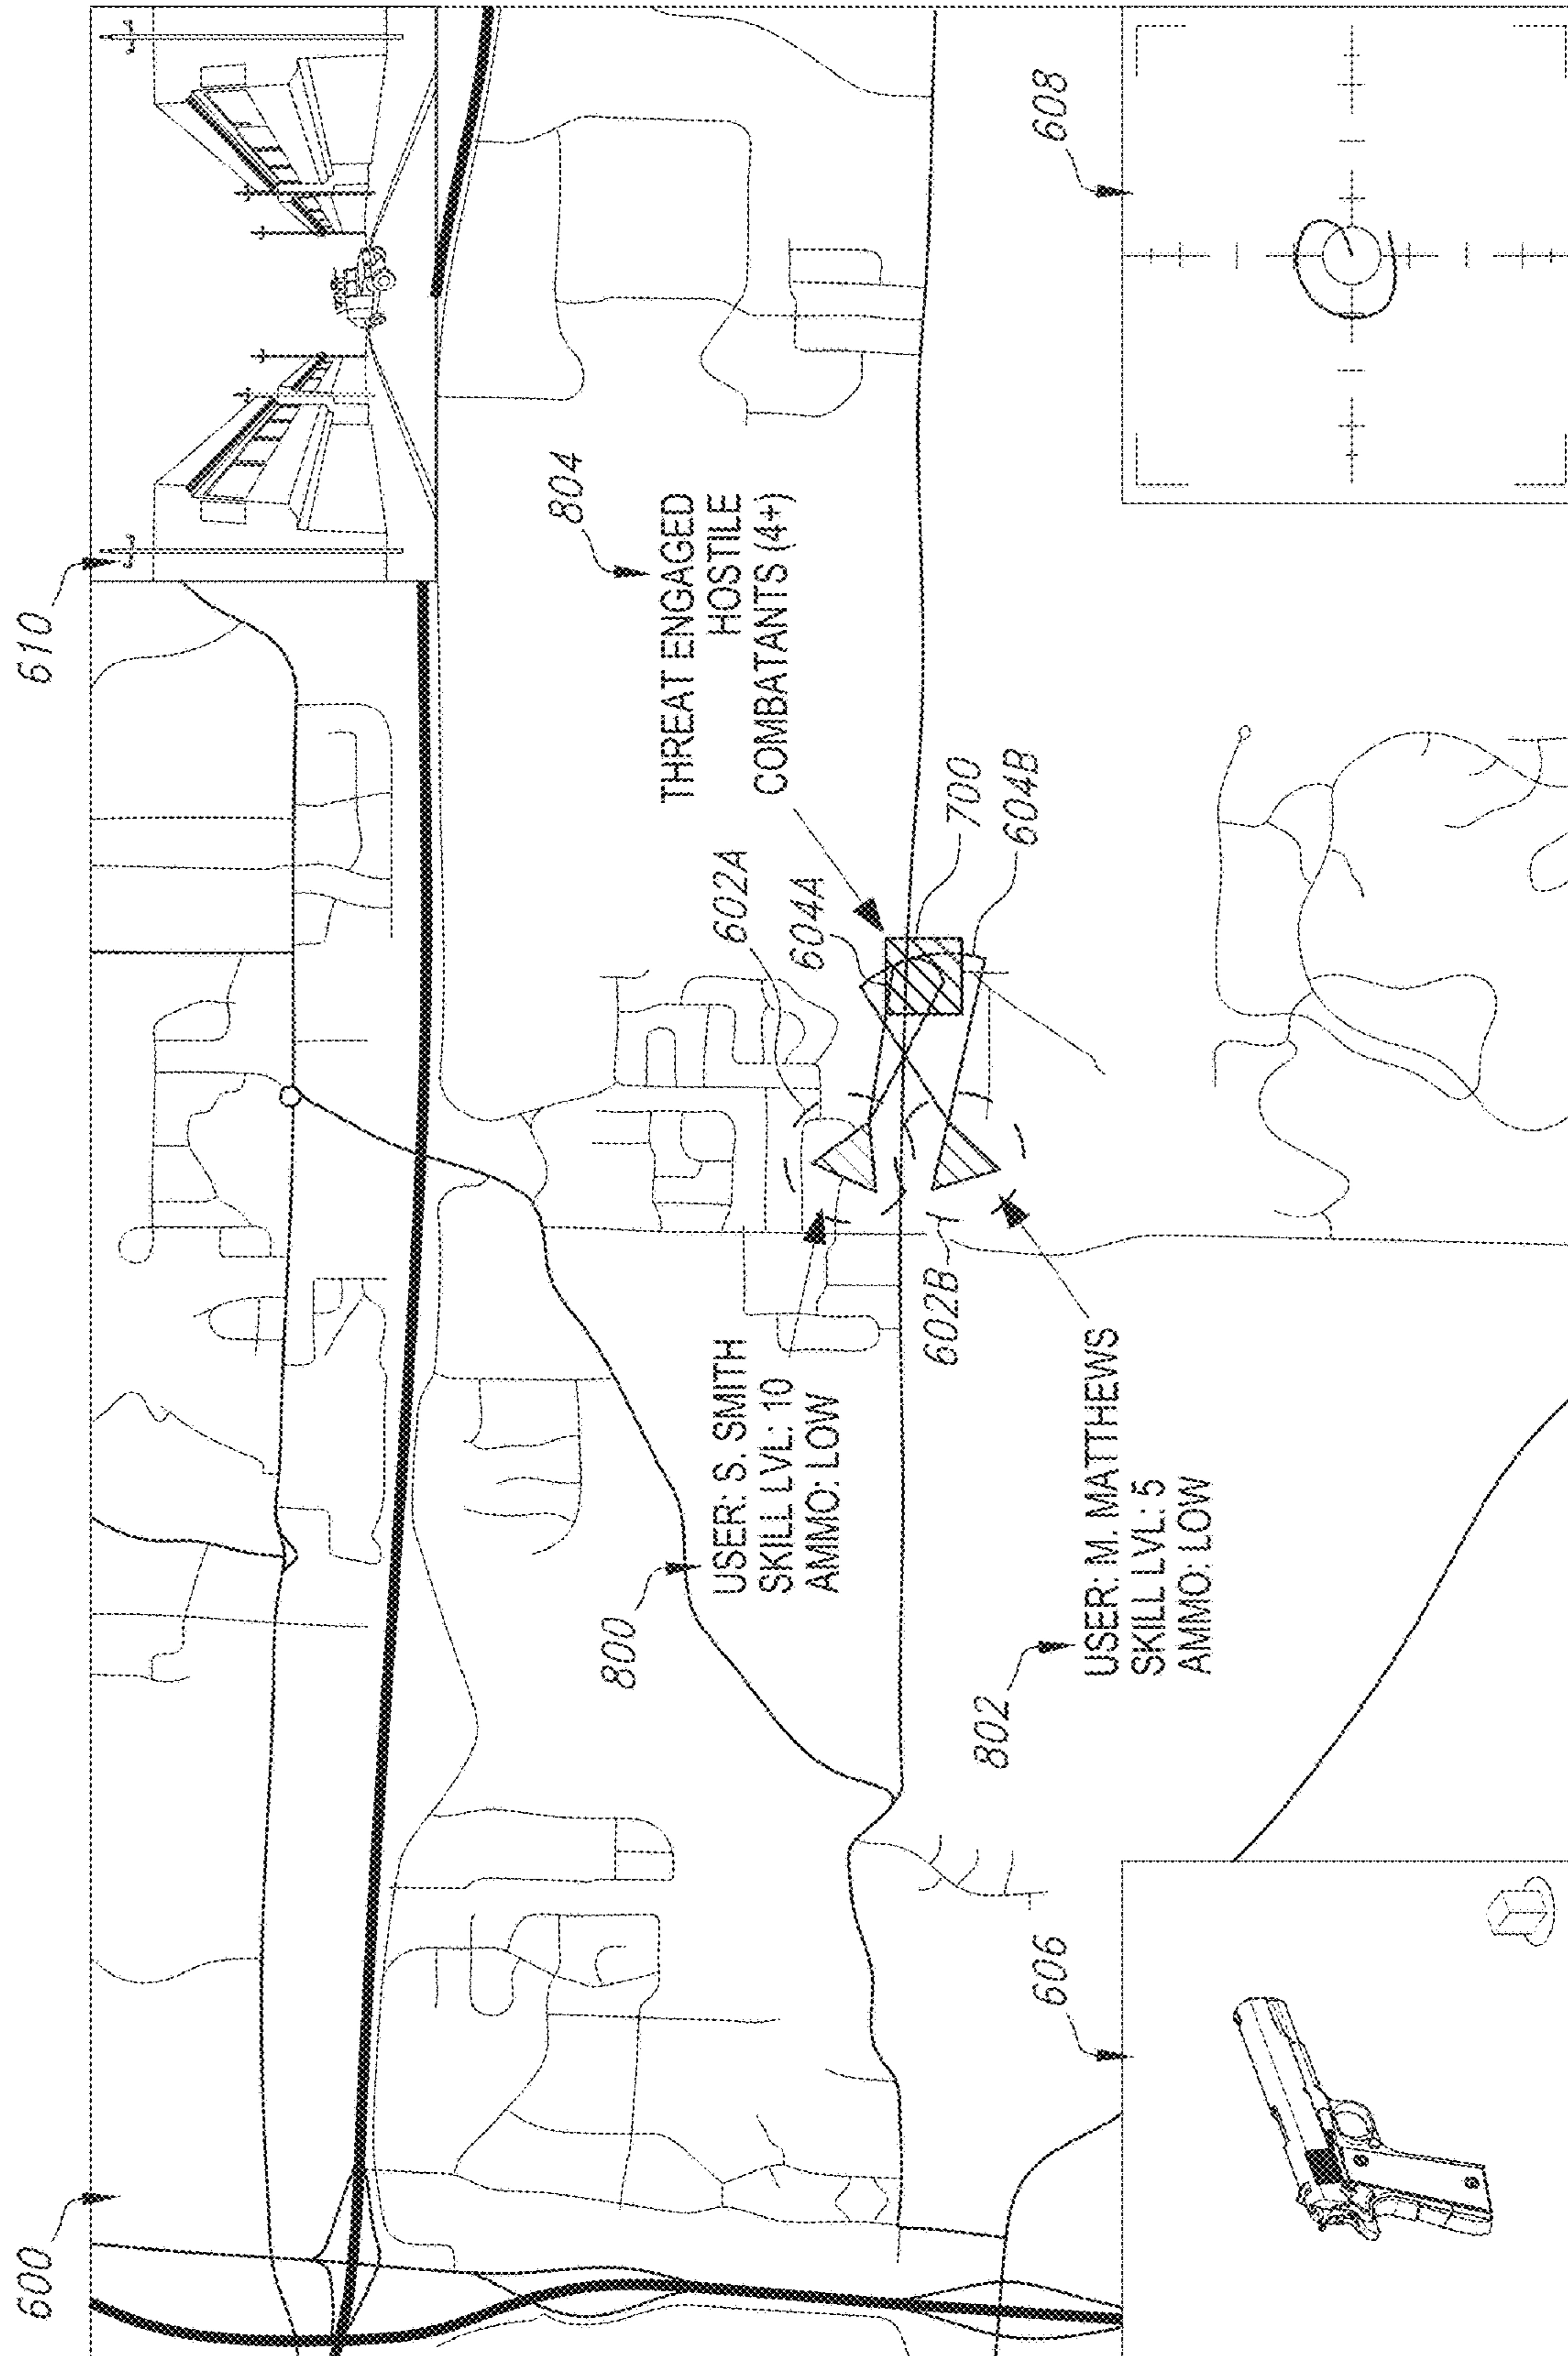 600
610
804
THREAT ENGAGED
HOSTILE
COMBATANTS (4+)
602A
604A
700
604B
800
USER: S. SMITH
SKILL LVL: 10
AMMO: LOW
602B
802
USER: M. MATTHEWS
SKILL LVL: 5
AMMO: LOW
606
608